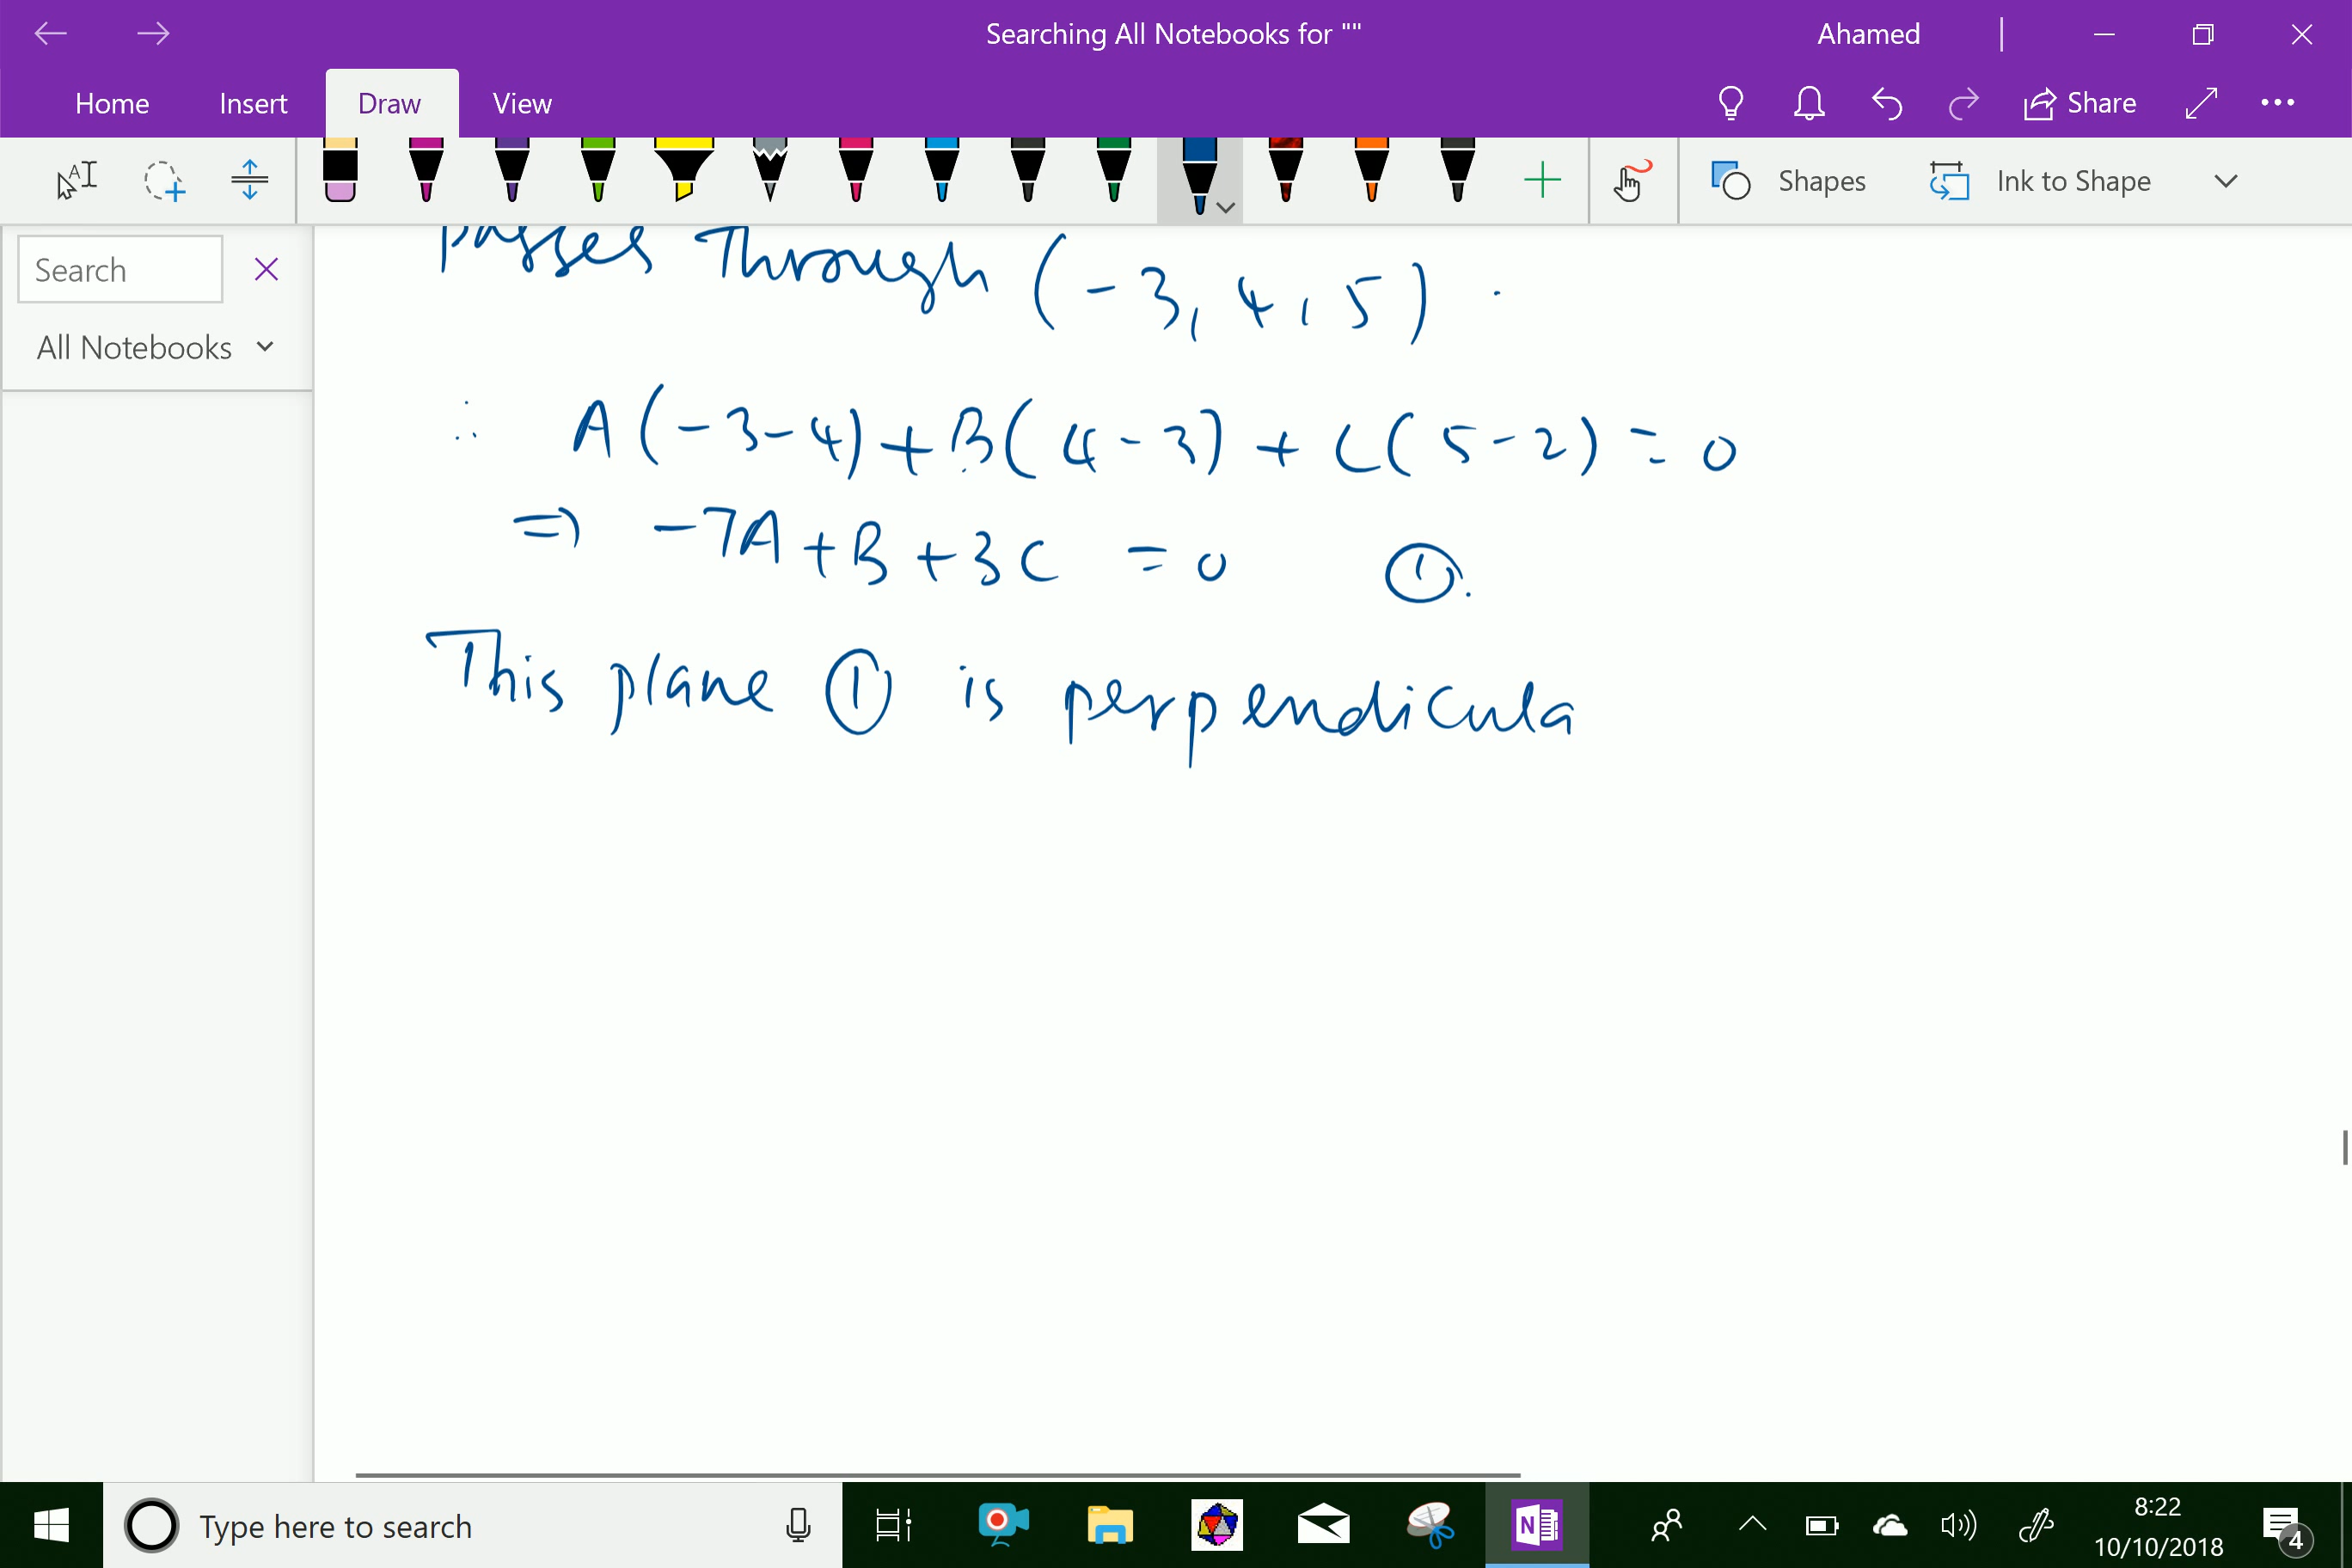 Searching All Notebooks for ""
Ahamed
Home Insert Draw View
Share
Shapes
Ink to Shape
Search
All Notebooks
passes through (-3, 4, 5).
∴ A(-3-4)+B(4-3)+C(5-2)=0
=> -7A+B+3C =0 ①.
This plane ① is perpendicula
Type here to search
8:22
10/10/2018
4